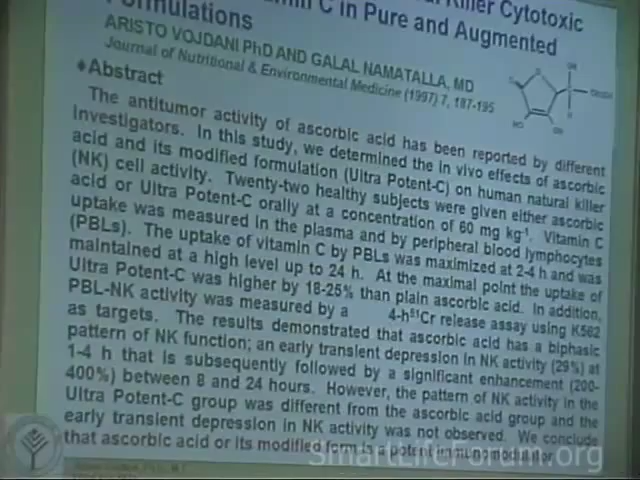 Killer Cytotoxic
Formulations
C in Pure and Augmented
ARISTO VOJDANI PhD AND GALAL NAMATALLA, MD
Journal of Nutritional & Environmental Medicine (1997) 7, 187-195
♦Abstract
The antitumor activity of ascorbic acid has been reported by different
investigators. In this study, we determined the in vivo effects of ascorbic
acid and its modified formulation (Ultra Potent-C) on human natural killer
(NK) cell activity. Twenty-two healthy subjects were given either ascorbic
acid or Ultra Potent-C orally at a concentration of 60 mg kg-1. Vitamin C
uptake was measured in the plasma and by peripheral blood lymphocytes
(PBLs). The uptake of vitamin C by PBLs was maximized at 2-4 h and was
maintained at a high level up to 24 h. At the maximal point the uptake of
Ultra Potent-C was higher by 18-25% than plain ascorbic acid. In addition,
PBL-NK activity was measured by a 4-h51Cr release assay using K562
as targets. The results demonstrated that ascorbic acid has a biphasic
pattern of NK function; an early transient depression in NK activity (29%) at
1-4 h that is subsequently followed by a significant enhancement (200-
400%) between 8 and 24 hours. However, the pattern of NK activity in the
Ultra Potent-C group was different from the ascorbic acid group and the
early transient depression in NK activity was not observed. We conclude
that ascorbic acid or its modified form is a potent immunomodulator.
SmartLifeForum.org